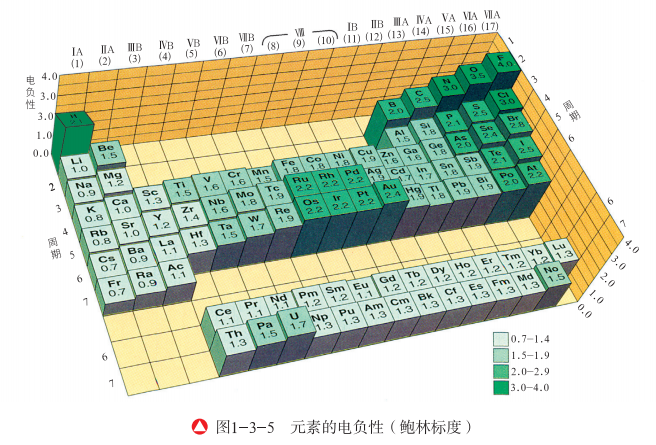 ⅠA ⅡA ⅢB ⅣB ⅤB ⅥB ⅦB Ⅷ ⅠB ⅡB ⅢA ⅣA ⅤA ⅥA ⅦA
(1) (2) (3) (4) (5) (6) (7) (8) (9) (10) (11) (12) (13) (14) (15) (16) (17)
电负性
4.0
3.0
2.0
1.0
0.0
H 2.1
Li 1.0 Be 1.5 B 2.0 C 2.5 N 3.0 O 3.5 F 4.0
Na 0.9 Mg 1.2 Al 1.5 Si 1.8 P 2.1 S 2.5 Cl 3.0
K 0.8 Ca 1.0 Sc 1.3 Ti 1.5 V 1.6 Cr 1.6 Mn 1.5 Fe 1.8 Co 1.8 Ni 1.8 Cu 1.9 Zn 1.6 Ga 1.6 Ge 1.8 As 2.0 Se 2.4 Br 2.8
Rb 0.8 Sr 1.0 Y 1.2 Zr 1.4 Nb 1.6 Mo 1.8 Tc 1.9 Ru 2.2 Rh 2.2 Pd 2.2 Ag Cd In Sn 1.8 Sb 1.9 Te 2.1 I 2.5
Cs 0.7 Ba 0.9 La 1.1 Hf 1.3 Ta 1.5 W 1.7 Re 1.9 Os 2.2 Ir 2.2 Pt 2.2 Au 2.4 Hg Tl 1.8 Pb 1.9 Bi 1.9 Po 2.0 At 2.2
Fr 0.7 Ra 0.9 Ac 1.1
Ce 1.1 Pr 1.1 Nd 1.1 Pm 1.2 Sm 1.2 Eu 1.1 Gd 1.2 Tb 1.2 Dy 1.2 Ho 1.2 Er 1.2 Tm 1.2 Yb 1.2 Lu 1.3
Th 1.3 Pa 1.5 U 1.7 Np 1.3 Pu 1.3 Am 1.3 Cm 1.3 Bk 1.3 Cf 1.3 Es 1.3 Fm 1.3 Md 1.3 No 1.5
周期
2
3
4
5
6
7
6
7
1
2
3
周期
4
5
6
6
7
4.0
3.0
2.0
1.0
0.0
0.7-1.4
1.5-1.9
2.0-2.9
3.0-4.0
图1-3-5 元素的电负性(鲍林标度)